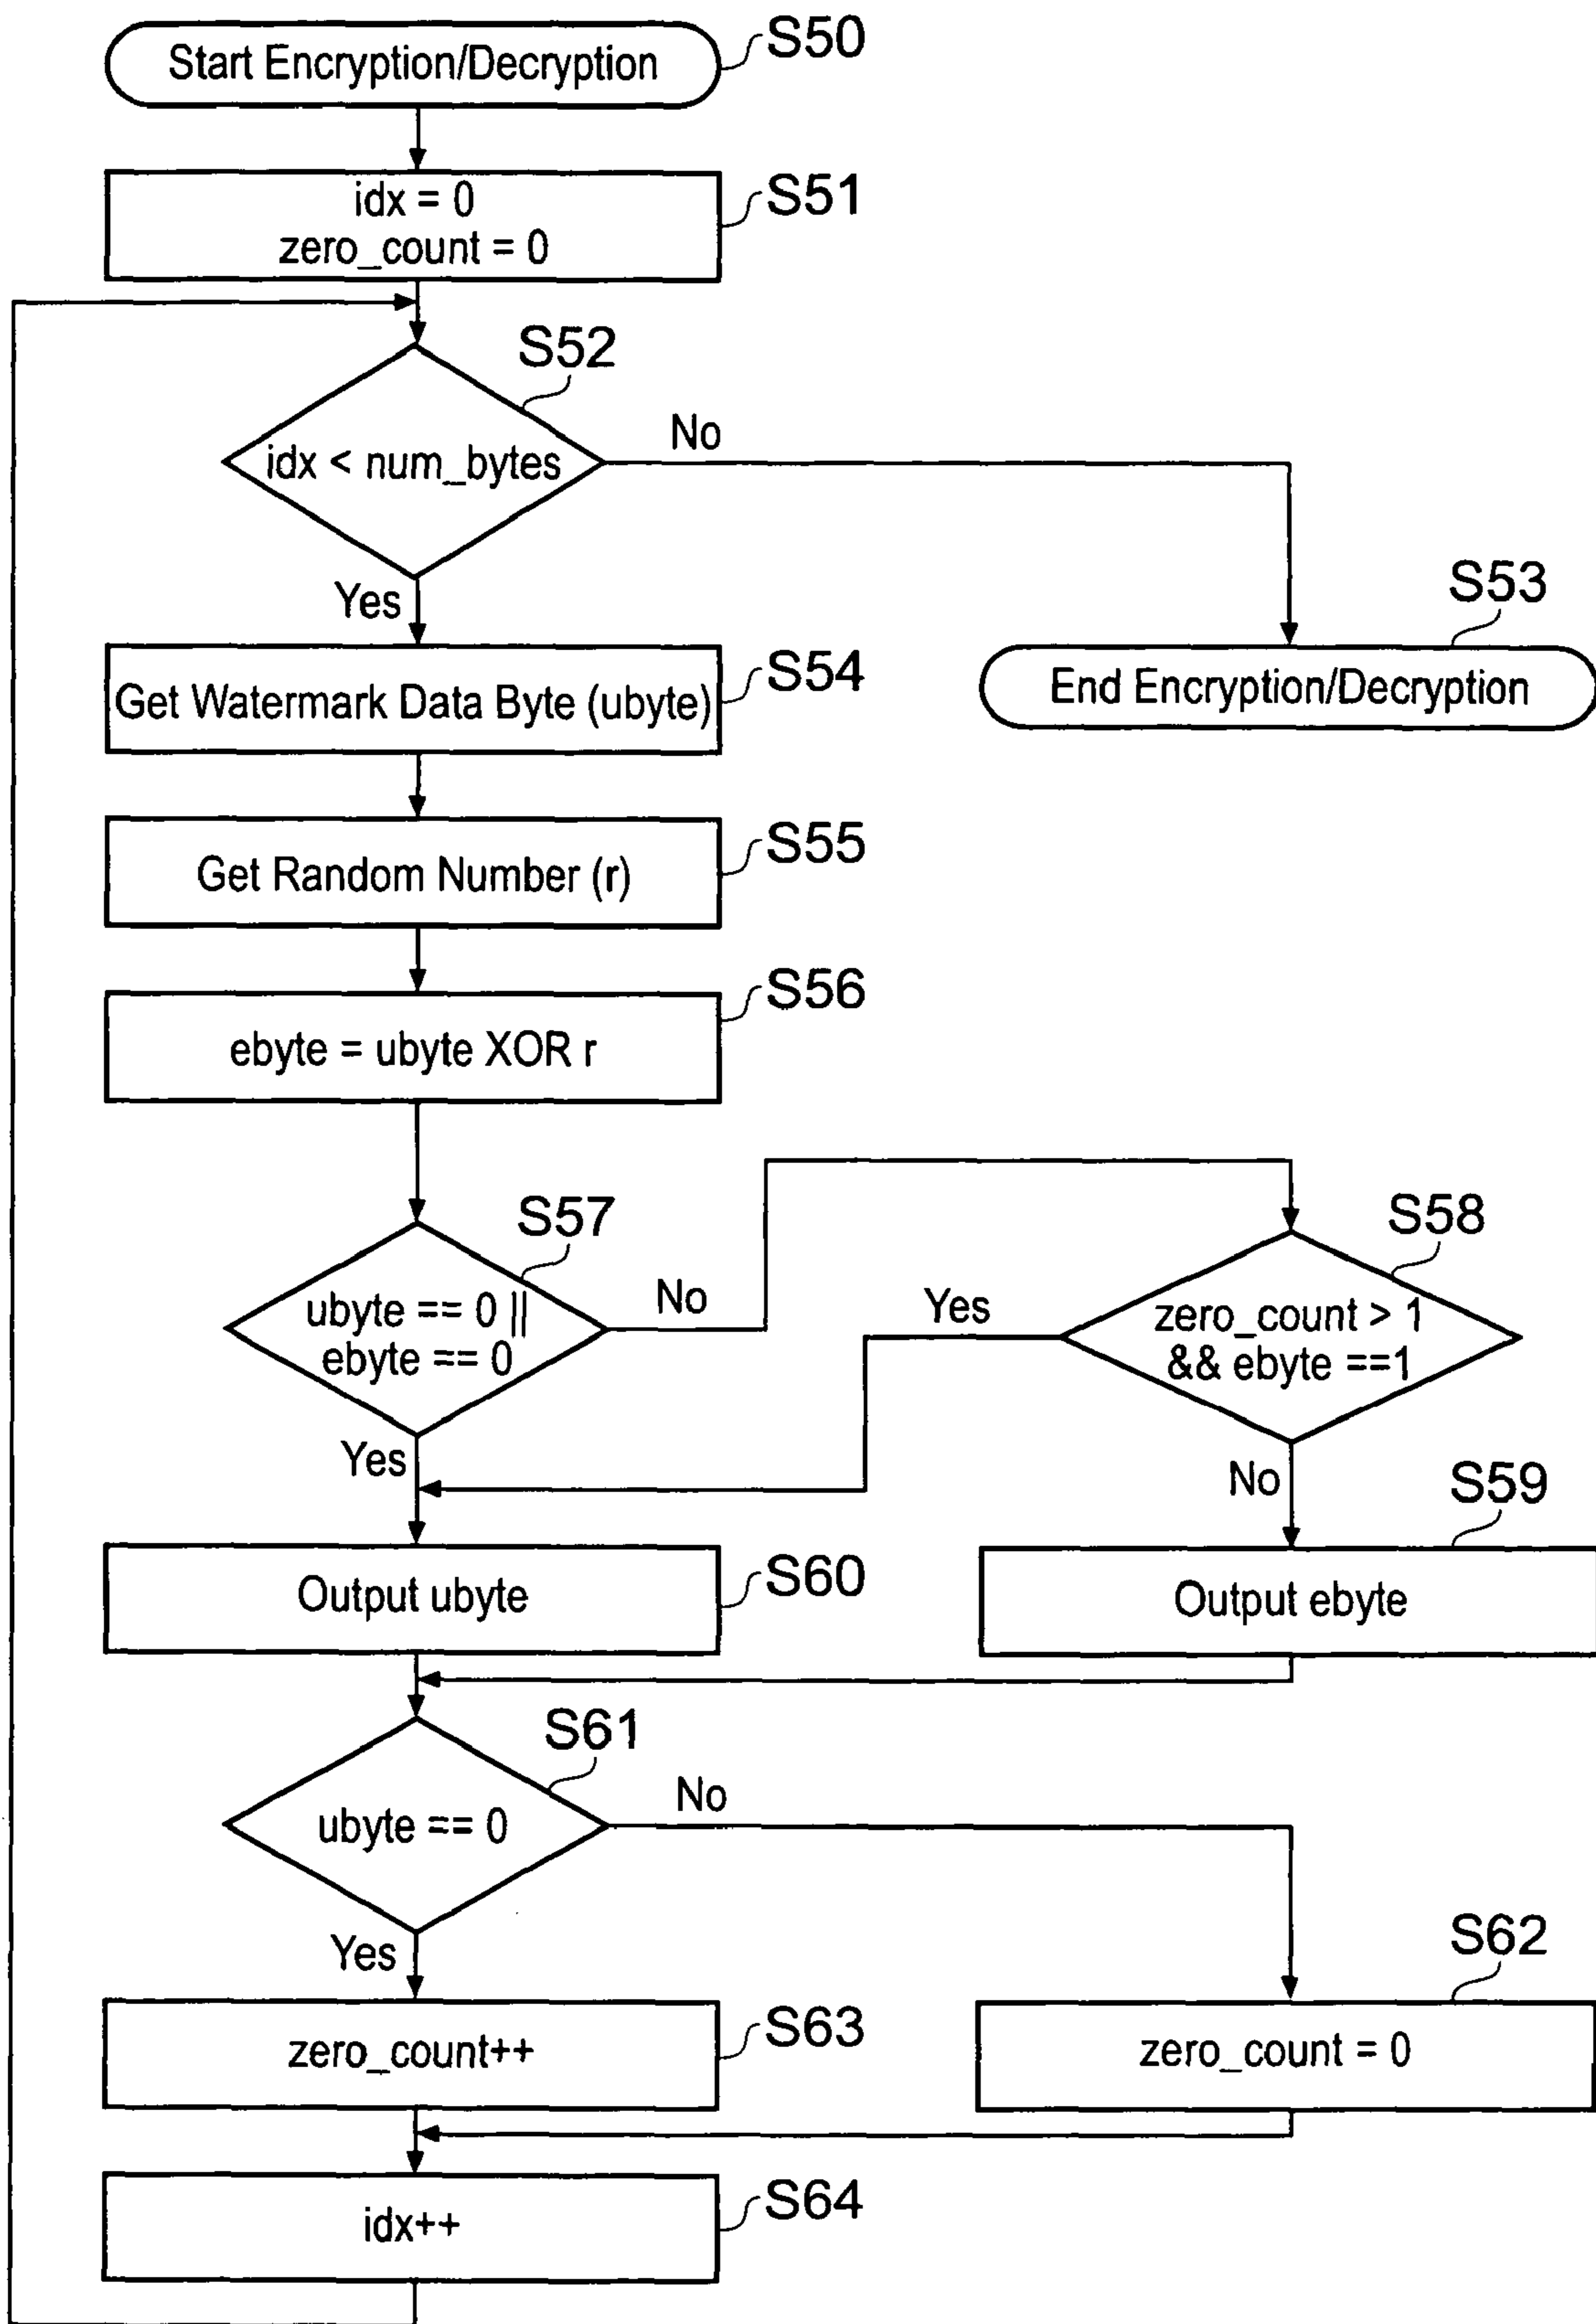 Start Encryption/Decryption
S50
idx = 0
zero_count = 0
S51
S52
idx < num_bytes
No
Yes
S53
End Encryption/Decryption
Get Watermark Data Byte (ubyte)
S54
Get Random Number (r)
S55
ebyte = ubyte XOR r
S56
S57
ubyte == 0 ||
ebyte == 0
No
Yes
S58
zero_count > 1
&& ebyte ==1
Yes
No
S59
Output ebyte
Output ubyte
S60
S61
ubyte == 0
No
Yes
S62
zero_count = 0
zero_count++
S63
idx++
S64